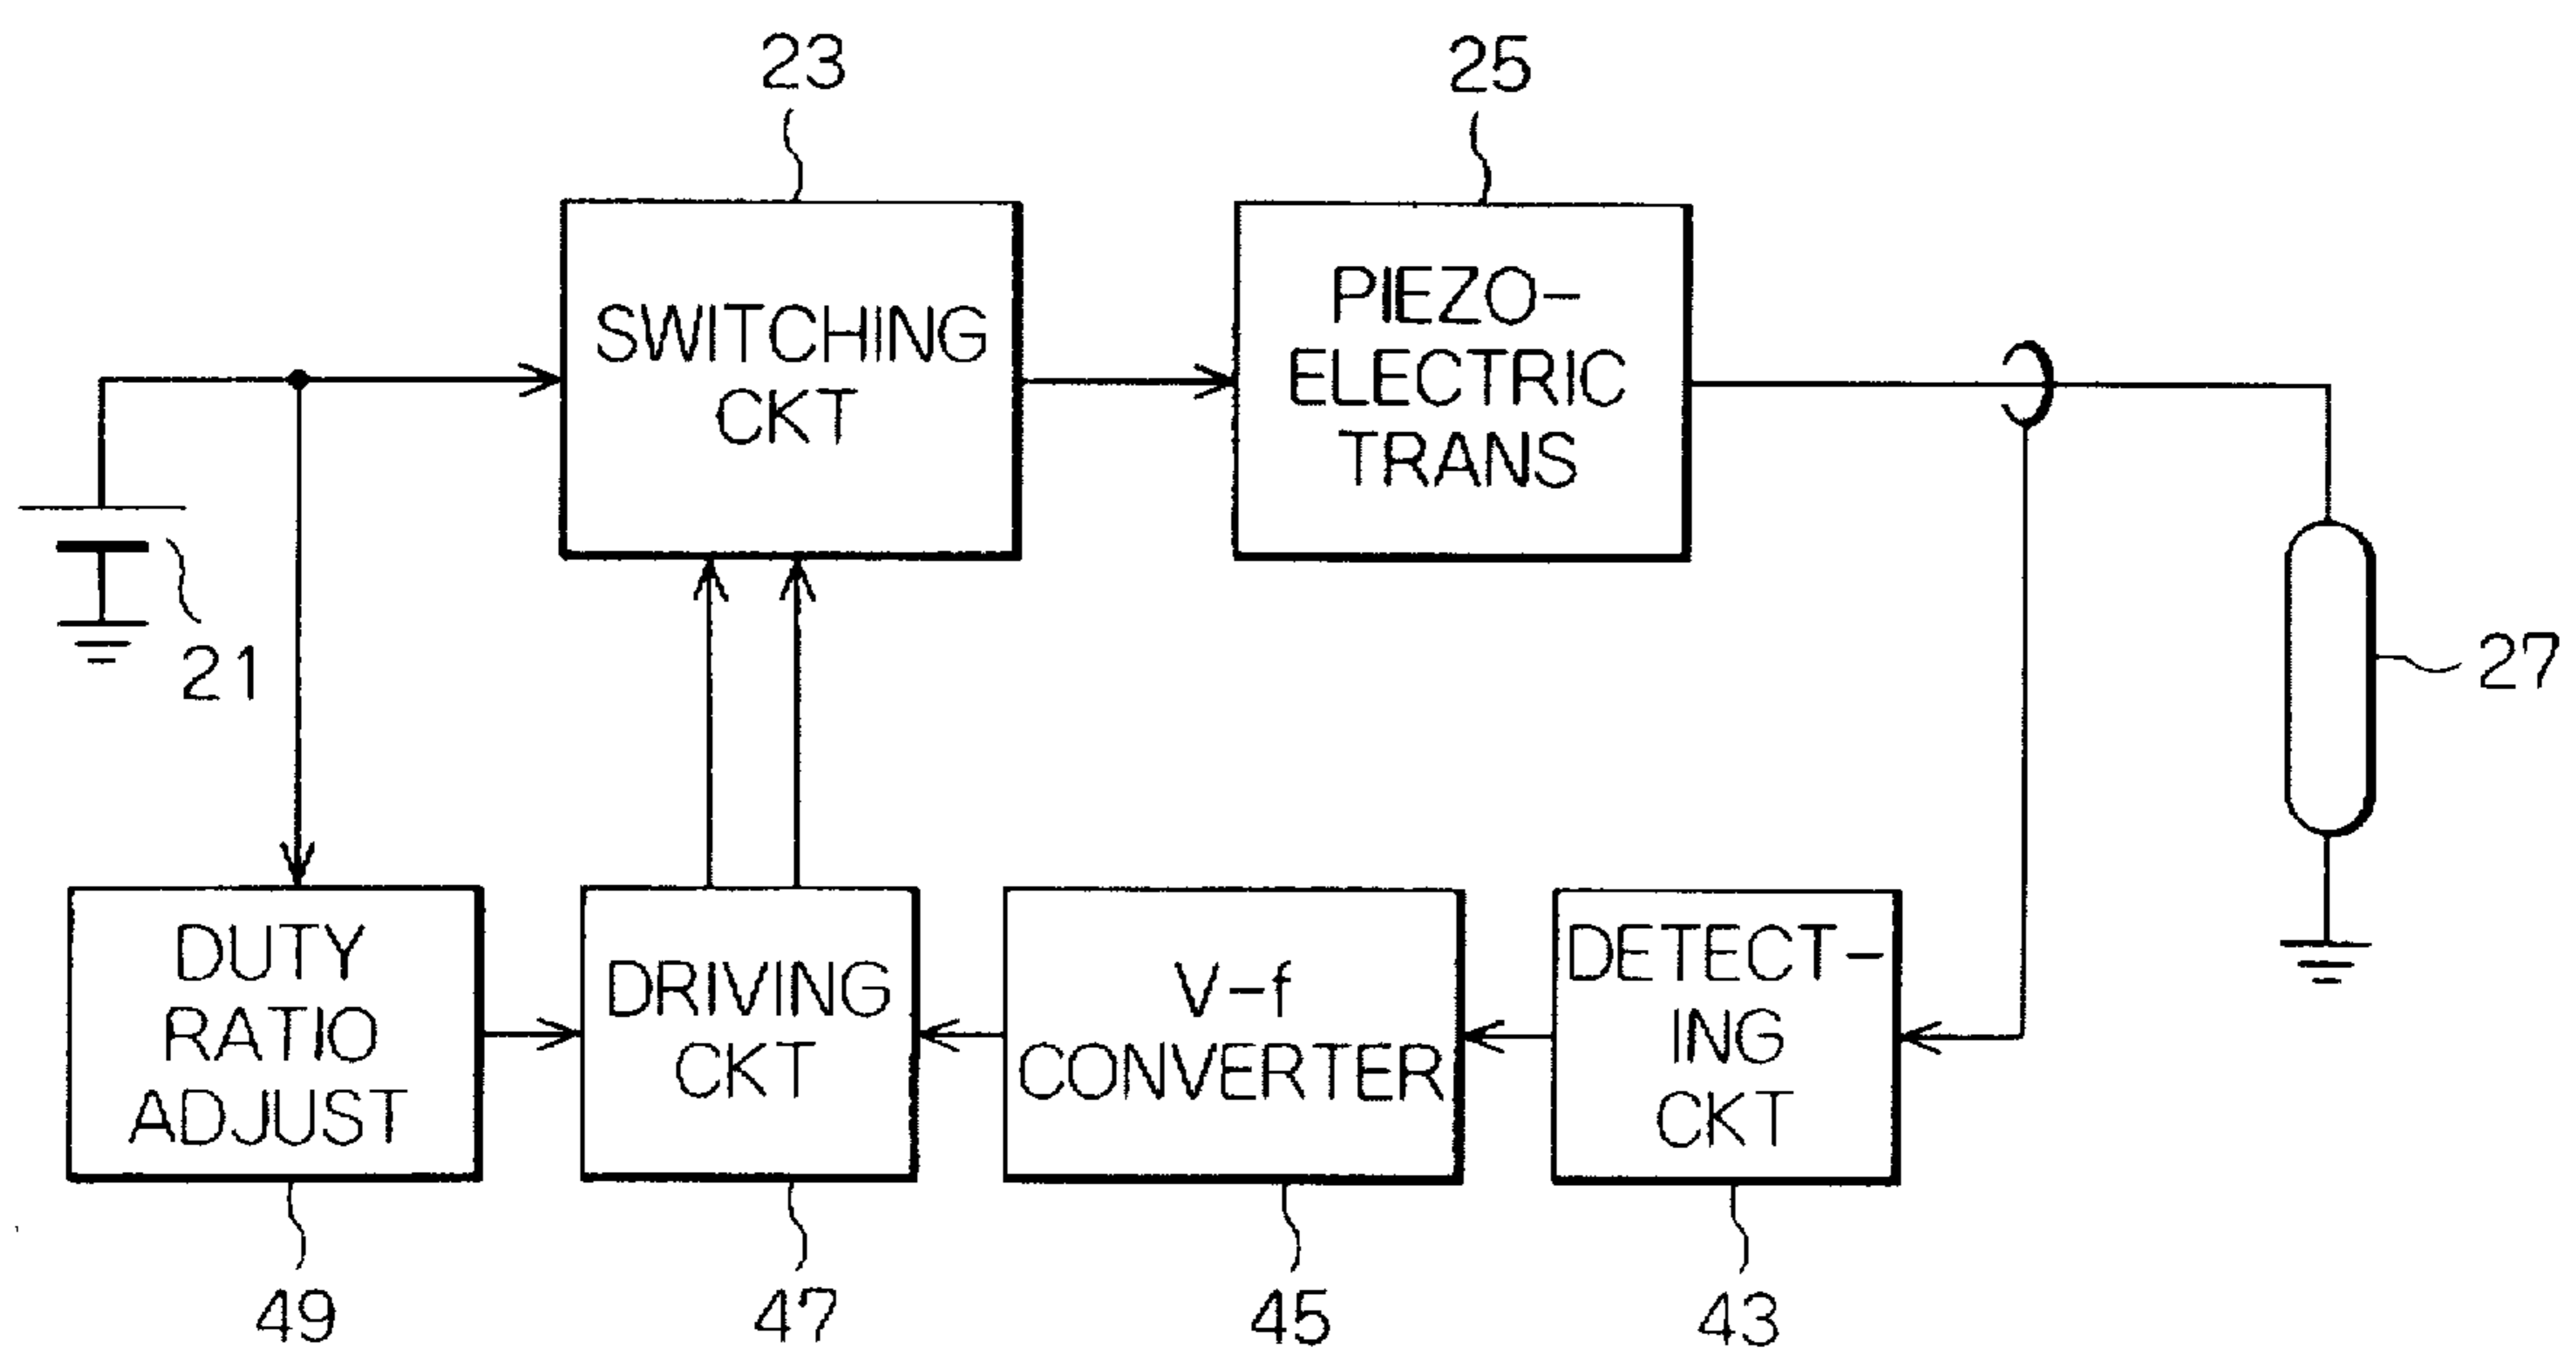 23
25
SWITCHING
CKT
PIEZO-
ELECTRIC
TRANS
21
27
DUTY
RATIO
ADJUST
DRIVING
CKT
V-f
CONVERTER
DETECT-
ING
CKT
49
47
45
43